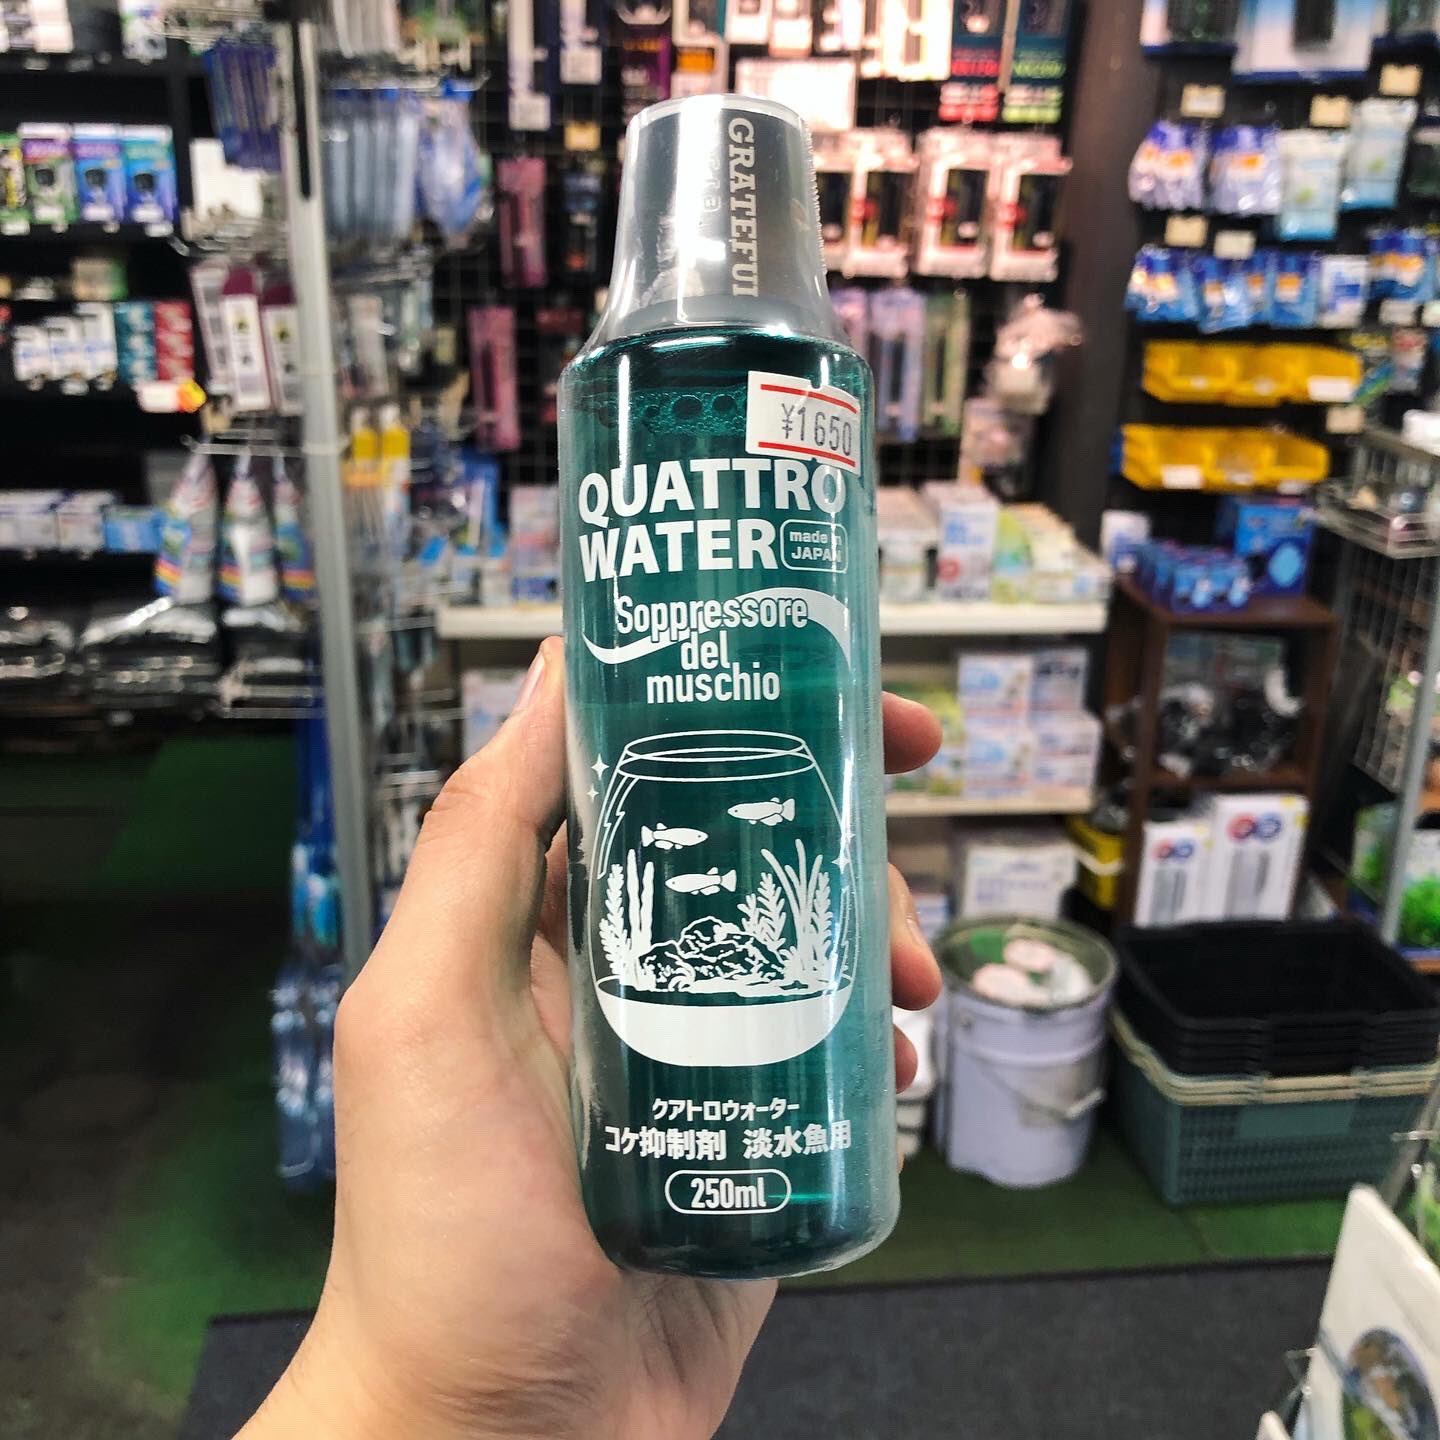 GRATEFUL
¥1650
QUATTRO
WATER
made in
JAPAN
Soppressore
del
muschio
クアトロウォーター
コケ抑制剤 淡水魚用
250ml